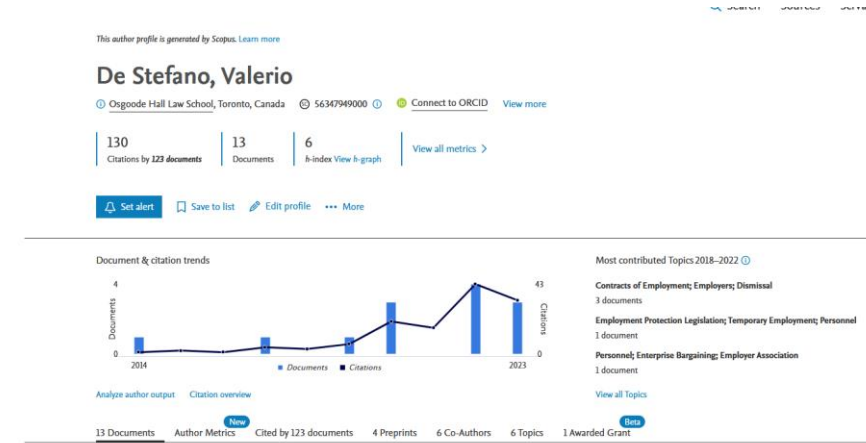 Search Sources
This author profile is generated by Scopus. Learn more
De Stefano, Valerio
Osgoode Hall Law School, Toronto, Canada SC 56347949000 iD Connect to ORCID View more
130 13 6
Citations by 123 documents Documents h-index View h-graph View all metrics >
Set alert Save to list Edit profile ••• More
Document & citation trends
4 43
Documents Citations
0 0
2014 Documents Citations 2023
Analyze author output Citation overview
Most contributed Topics 2018–2022
Contracts of Employment; Employers; Dismissal
3 documents
Employment Protection Legislation; Temporary Employment; Personnel
1 document
Personnel; Enterprise Bargaining; Employer Association
1 document
View all Topics
New Beta
13 Documents Author Metrics Cited by 123 documents 4 Preprints 6 Co-Authors 6 Topics 1 Awarded Grant